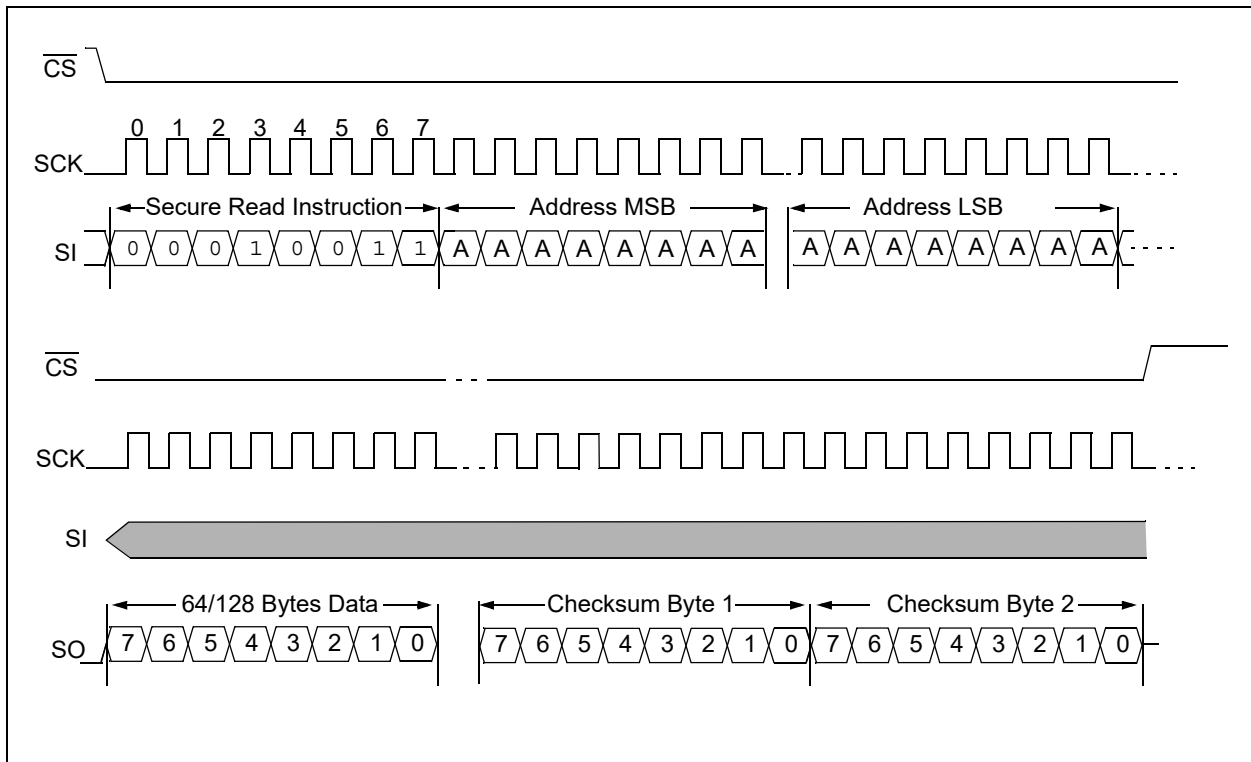 CS
0 1 2 3 4 5 6 7
SCK
Secure Read Instruction Address MSB Address LSB
SI 0 0 0 1 0 0 1 1 A A A A A A A A A A A A A A A A
CS
SCK
SI
64/128 Bytes Data Checksum Byte 1 Checksum Byte 2
SO 7 6 5 4 3 2 1 0 7 6 5 4 3 2 1 0 7 6 5 4 3 2 1 0